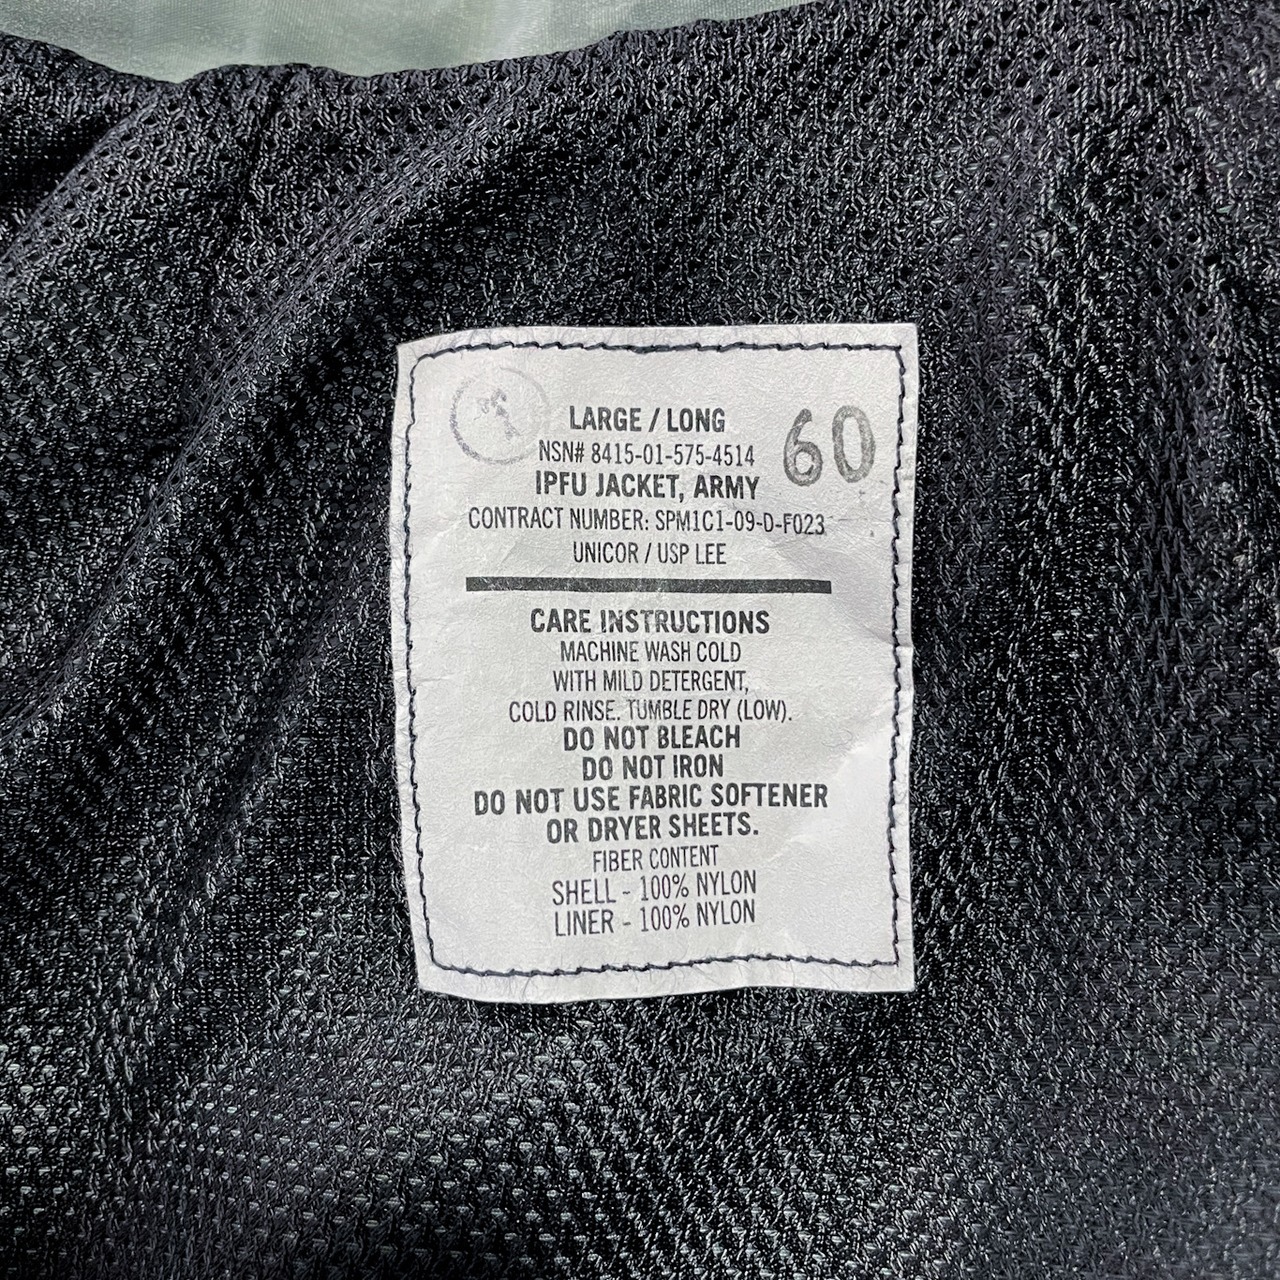 LARGE / LONG
60
NSN# 8415-01-575-4514
IPFU JACKET, ARMY
CONTRACT NUMBER: SPM1C1-09-D-F023
UNICOR / USP LEE
CARE INSTRUCTIONS
MACHINE WASH COLD
WITH MILD DETERGENT,
COLD RINSE. TUMBLE DRY (LOW).
DO NOT BLEACH
DO NOT IRON
DO NOT USE FABRIC SOFTENER
OR DRYER SHEETS.
FIBER CONTENT
SHELL - 100% NYLON
LINER - 100% NYLON